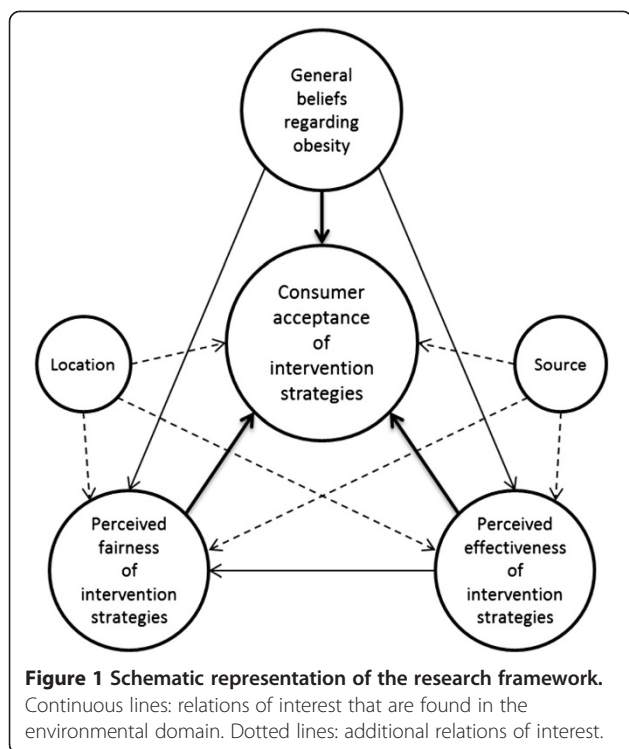 General
beliefs
regarding
obesity
Consumer
acceptance
of
intervention
strategies
Location
Source
Perceived
fairness
of
intervention
strategies
Perceived
effectiveness
of
intervention
strategies
Figure 1 Schematic representation of the research framework.
Continuous lines: relations of interest that are found in the
environmental domain. Dotted lines: additional relations of interest.